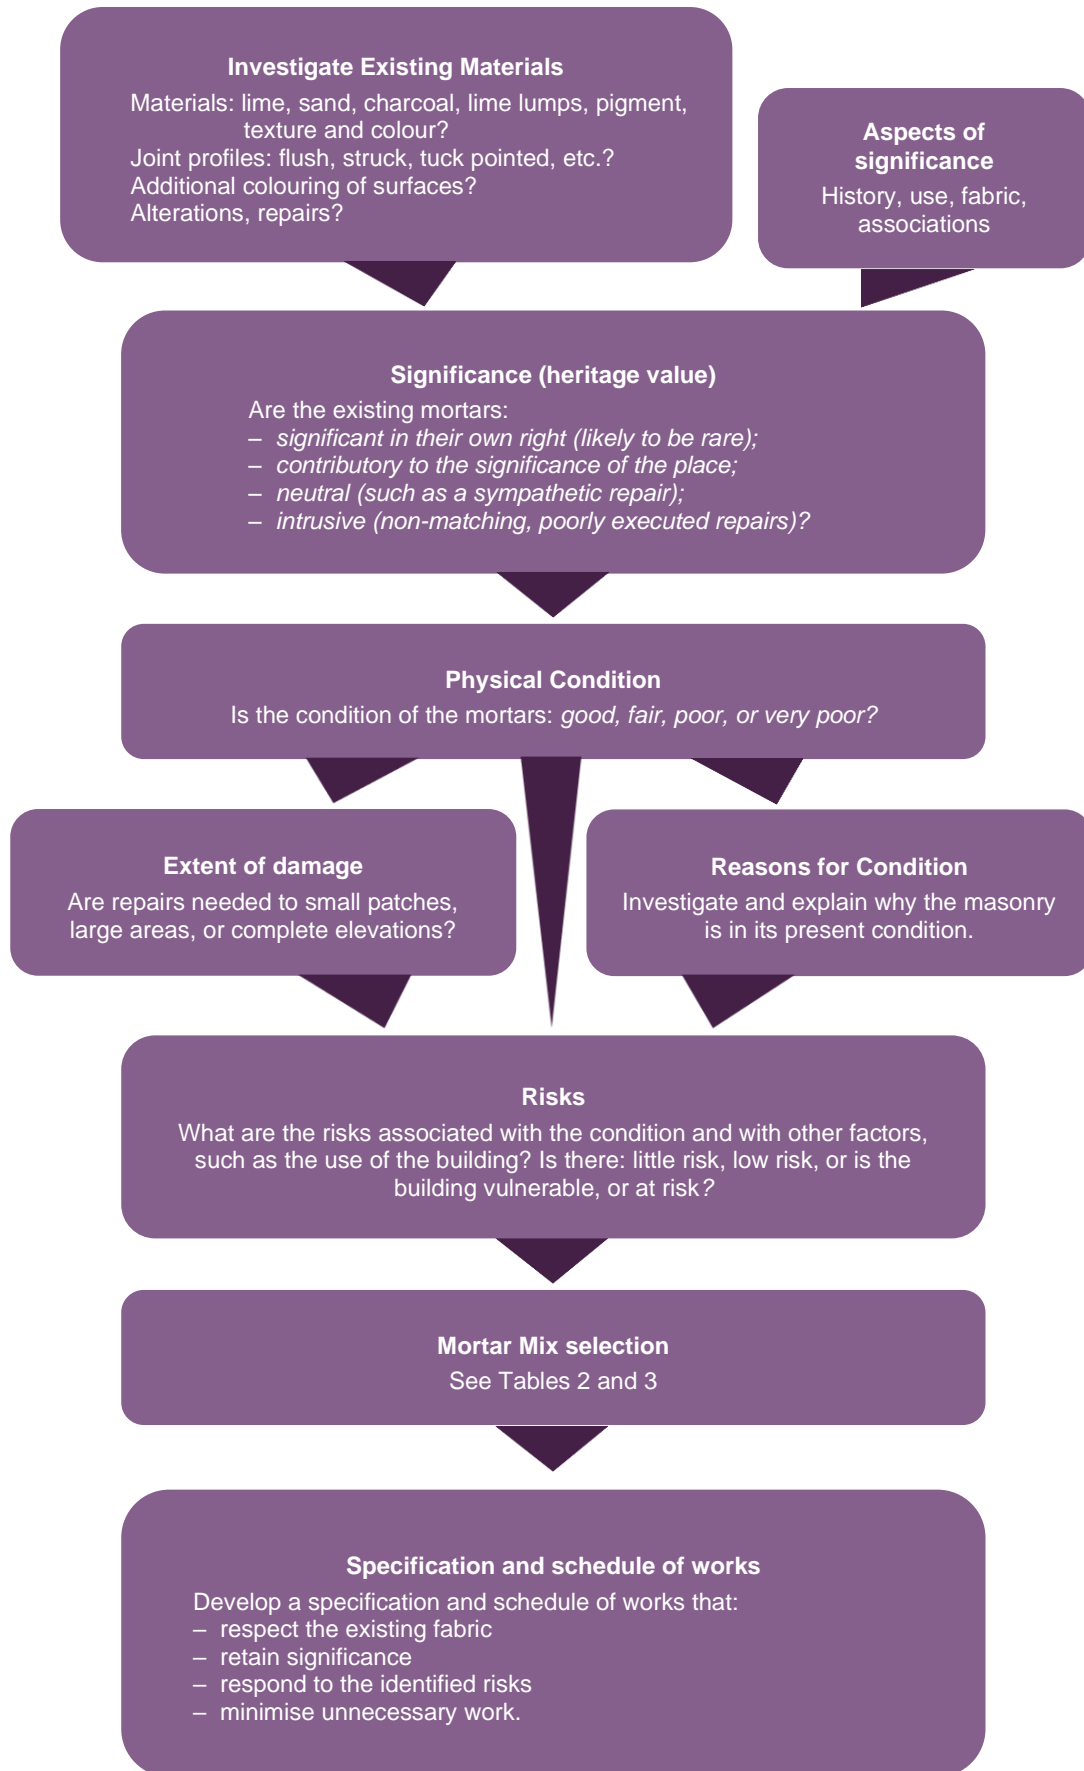 Investigate Existing Materials
Materials: lime, sand, charcoal, lime lumps, pigment,
texture and colour?
Joint profiles: flush, struck, tuck pointed, etc.?
Additional colouring of surfaces?
Alterations, repairs?
Aspects of
significance
History, use, fabric,
associations
Significance (heritage value)
Are the existing mortars:
– significant in their own right (likely to be rare);
– contributory to the significance of the place;
– neutral (such as a sympathetic repair);
– intrusive (non-matching, poorly executed repairs)?
Physical Condition
Is the condition of the mortars: good, fair, poor, or very poor?
Extent of damage
Are repairs needed to small patches,
large areas, or complete elevations?
Reasons for Condition
Investigate and explain why the masonry
is in its present condition.
Risks
What are the risks associated with the condition and with other factors,
such as the use of the building? Is there: little risk, low risk, or is the
building vulnerable, or at risk?
Mortar Mix selection
See Tables 2 and 3
Specification and schedule of works
Develop a specification and schedule of works that:
– respect the existing fabric
– retain significance
– respond to the identified risks
– minimise unnecessary work.